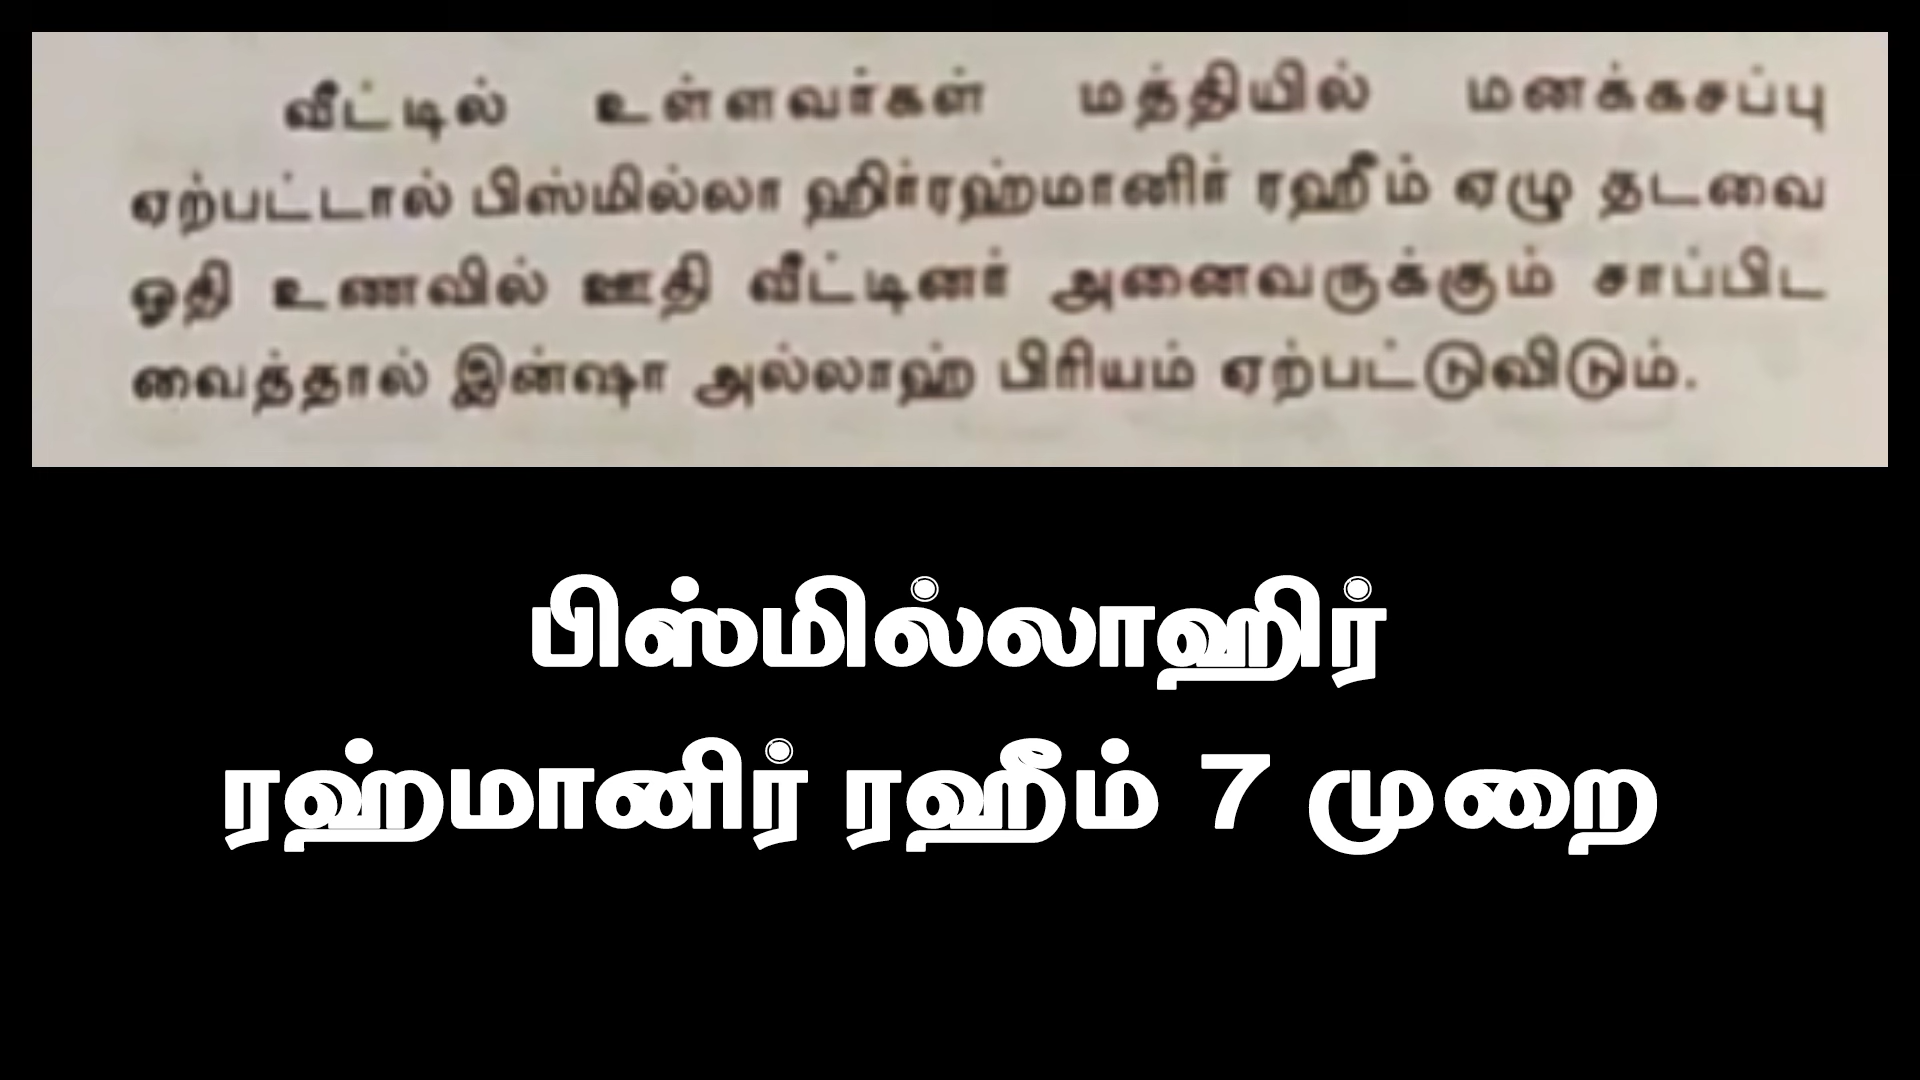 வீட்டில் உள்ளவர்கள் மத்தியில் மனக்கசப்பு
ஏற்பட்டால் பிஸ்மில்லா ஹிர்ரஹ்மானிர் ரஹீம் ஏழு தடவை
ஓதி உணவில் ஊதி வீட்டினர் அனைவருக்கும் சாப்பிட
வைத்தால் இன்ஷா அல்லாஹ் பிரியம் ஏற்பட்டுவிடும்.
பிஸ்மில்லாஹிர்
ரஹ்மானிர் ரஹீம் 7 முறை